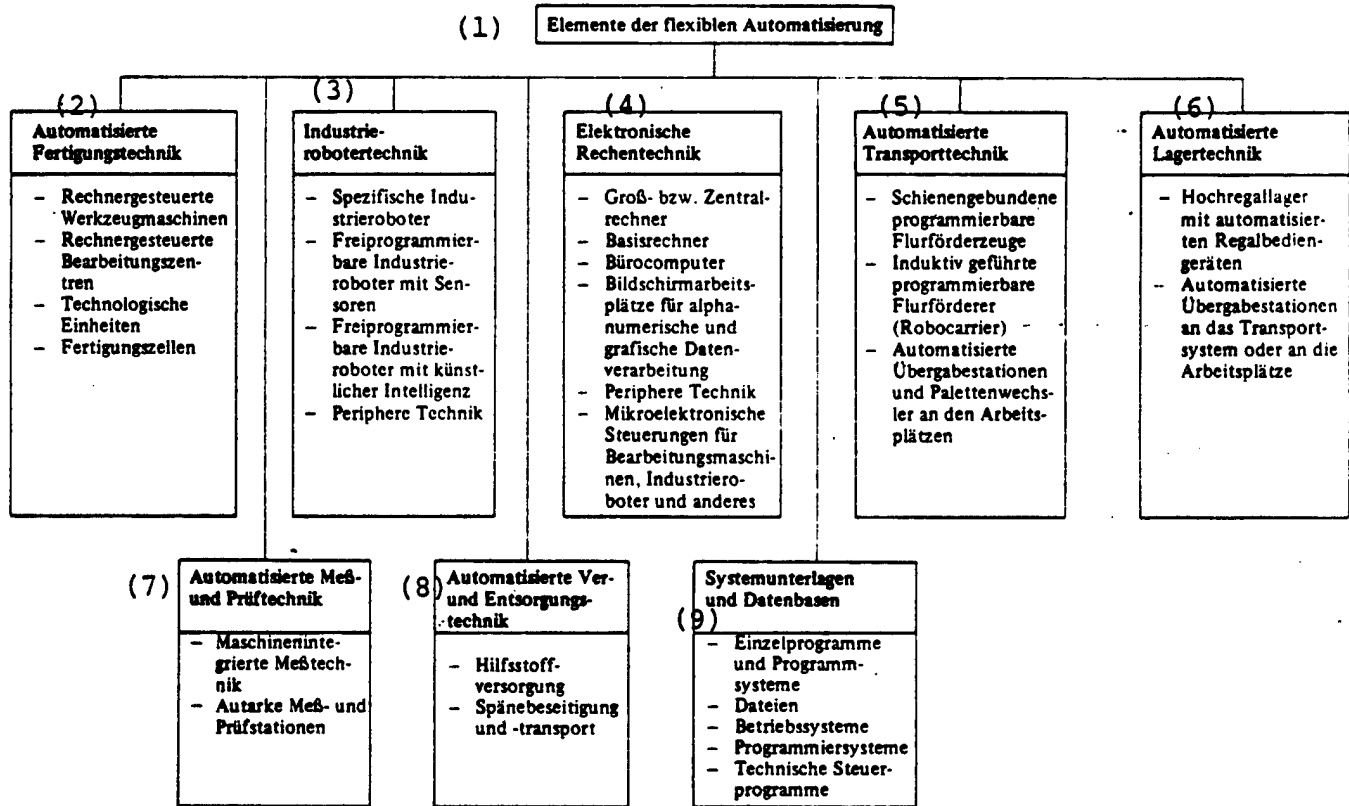 (1)
Elemente der flexiblen Automatisierung
(2)
Automatisierte
Fertigungstechnik
– Rechnergesteuerte
Werkzeugmaschinen
– Rechnergesteuerte
Bearbeitungszen-
tren
– Technologische
Einheiten
– Fertigungszellen
(3)
Industrie-
robotertechnik
– Spezifische Indu-
strieroboter
– Freiprogrammier-
bare Industrie-
roboter mit Sen-
soren
– Freiprogrammier-
bare Industrie-
roboter mit künst-
licher Intelligenz
– Periphere Technik
(4)
Elektronische
Rechentechnik
– Groß- bzw. Zentral-
rechner
– Basisrechner
– Bürocomputer
– Bildschirmarbeits-
plätze für alpha-
numerische und
grafische Daten-
verarbeitung
– Periphere Technik
– Mikroelektronische
Steuerungen für
Bearbeitungsmaschi-
nen, Industriero-
boter und anderes
(5)
Automatisierte
Transporttechnik
– Schienengebundene
programmierbare
Flurförderzeuge
– Induktiv geführte
programmierbare
Flurförderer
(Robocarrier)
– Automatisierte
Übergabestationen
und Palettenwechs-
ler an den Arbeits-
plätzen
(6)
Automatisierte
Lagertechnik
– Hochregallager
mit automatisier-
ten Regalbedien-
geräten
– Automatisierte
Übergabestationen
an das Transport-
system oder an die
Arbeitsplätze
(7)
Automatisierte Meß-
und Prüftechnik
– Maschineninte-
grierte Meßtech-
nik
– Autarke Meß- und
Prüfstationen
(8)
Automatisierte Ver-
und Entsorgungs-
technik
– Hilfsstoff-
versorgung
– Spänebeseitigung
und -transport
(9)
Systemunterlagen
und Datenbasen
– Einzelprogramme
und Programm-
systeme
– Dateien
– Betriebssysteme
– Programmiersysteme
– Technische Steuer-
programme